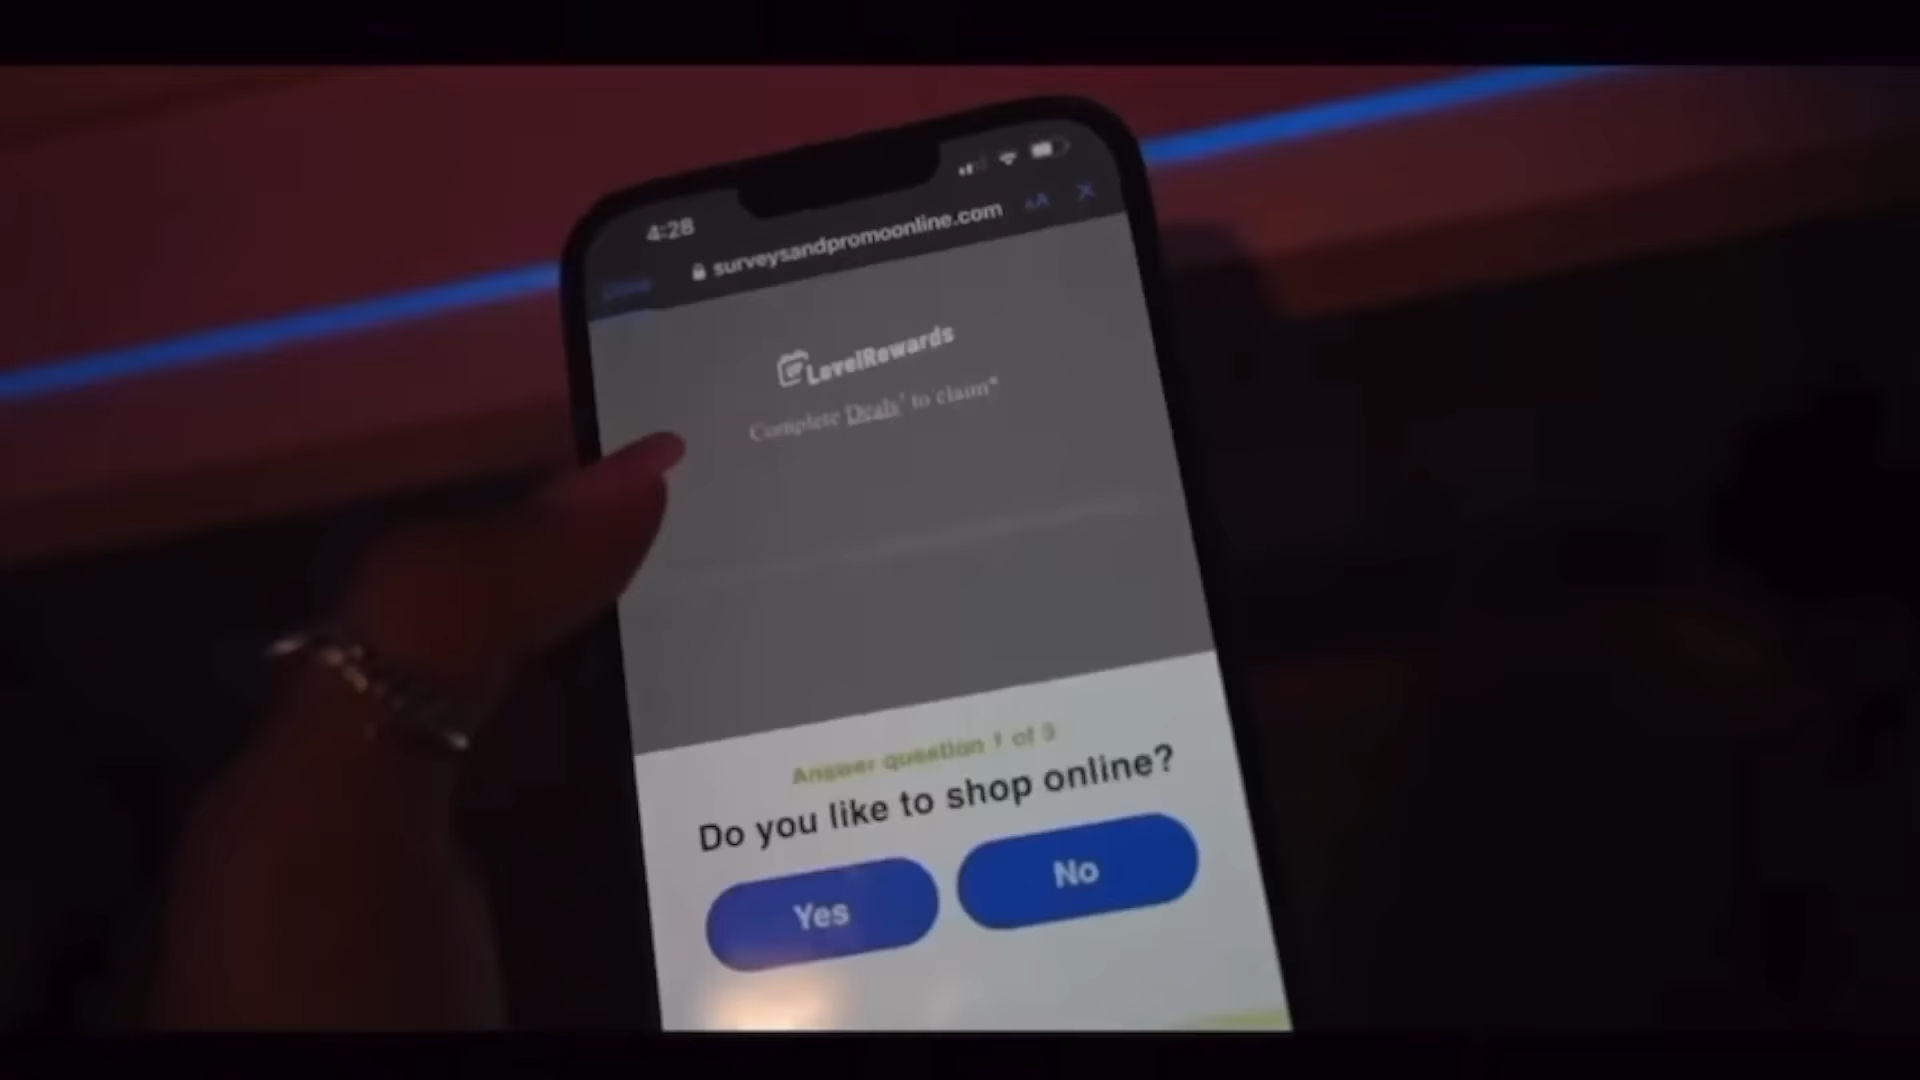 4:28
surveysandpromoonline.com
AA
LevelRewards
Complete Deals* to claim*
Answer question 1 of 3
Do you like to shop online?
Yes
No